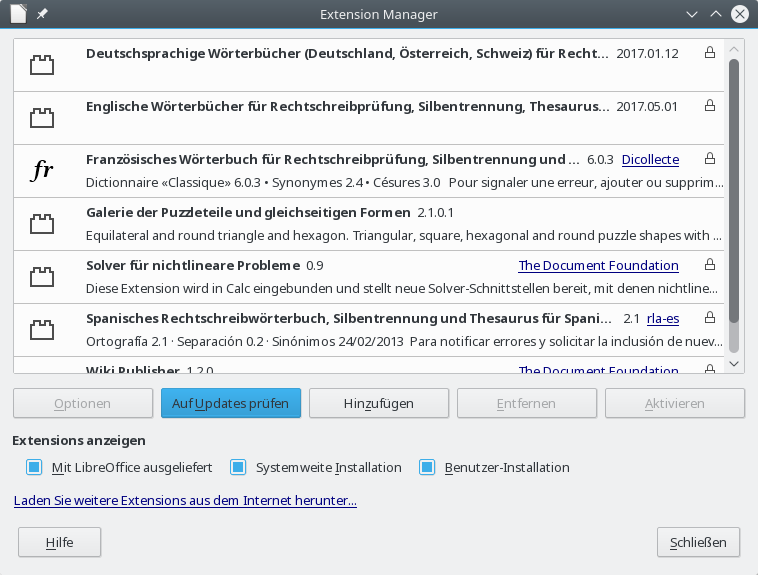 Extension Manager
Deutschsprachige Wörterbücher (Deutschland, Österreich, Schweiz) für Recht... 2017.01.12
Englische Wörterbücher für Rechtschreibprüfung, Silbentrennung, Thesaurus... 2017.05.01
fr
Französisches Wörterbuch für Rechtschreibprüfung, Silbentrennung und ... 6.0.3 Dicollecte
Dictionnaire «Classique» 6.0.3 • Synonymes 2.4 • Césures 3.0 Pour signaler une erreur, ajouter ou supprim...
Galerie der Puzzleteile und gleichseitigen Formen 2.1.0.1
Equilateral and round triangle and hexagon. Triangular, square, hexagonal and round puzzle shapes with ...
Solver für nichtlineare Probleme 0.9 The Document Foundation
Diese Extension wird in Calc eingebunden und stellt neue Solver-Schnittstellen bereit, mit denen nichtline...
Spanisches Rechtschreibwörterbuch, Silbentrennung und Thesaurus für Spani... 2.1 rla-es
Ortografía 2.1 · Separación 0.2 · Sinónimos 24/02/2013 Para notificar errores y solicitar la inclusión de nuev...
Wiki Publisher 1.2.0 The Document Foundation
Optionen Auf Updates prüfen Hinzufügen Entfernen Aktivieren
Extensions anzeigen
Mit LibreOffice ausgeliefert Systemweite Installation Benutzer-Installation
Laden Sie weitere Extensions aus dem Internet herunter...
Hilfe Schließen